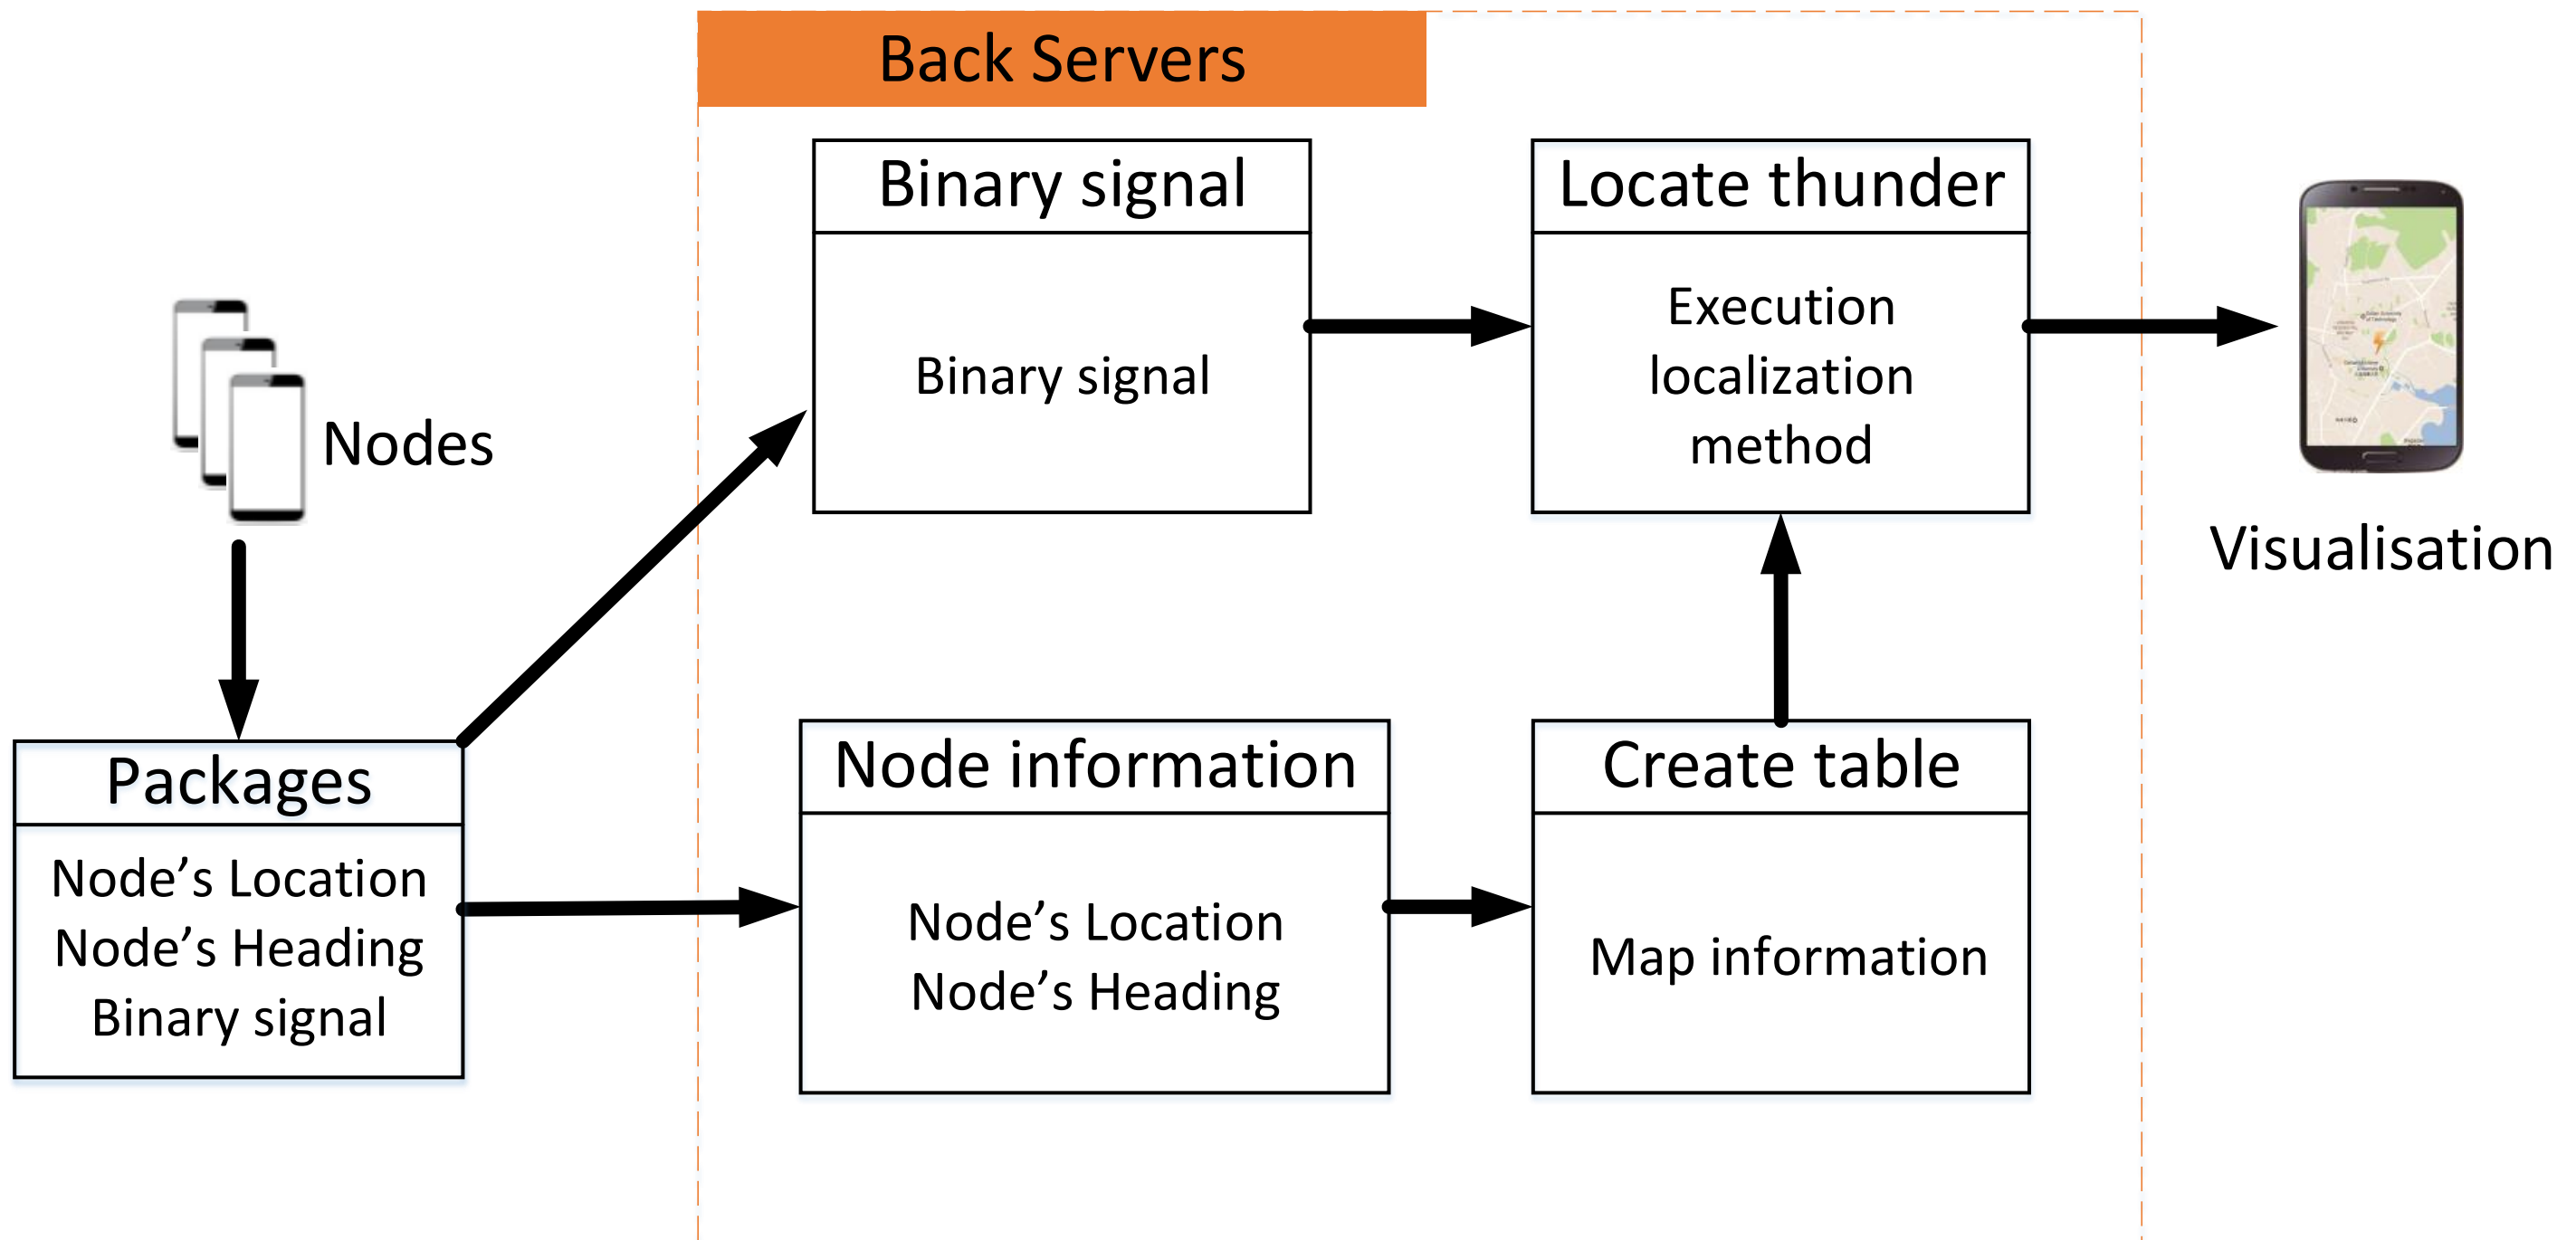 Back Servers
Binary signal
Binary signal
Locate thunder
Execution
localization
method
Nodes
Visualisation
Packages
Node’s Location
Node’s Heading
Binary signal
Node information
Node’s Location
Node’s Heading
Create table
Map information